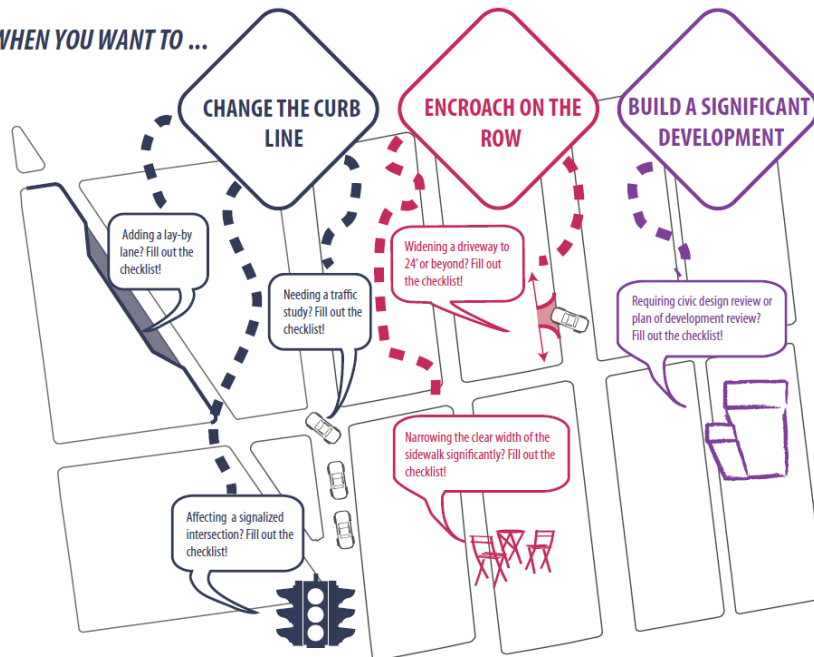 WHEN YOU WANT TO ...
CHANGE THE CURB
LINE
ENCROACH ON THE
ROW
BUILD A SIGNIFICANT
DEVELOPMENT
Adding a lay-by
lane? Fill out the
checklist!
Needing a traffic
study? Fill out the
checklist!
Widening a driveway to
24' or beyond? Fill out
the checklist!
Requiring civic design review or
plan of development review?
Fill out the checklist!
Narrowing the clear width of the
sidewalk significantly? Fill out the
checklist!
Affecting a signalized
intersection? Fill out the
checklist!